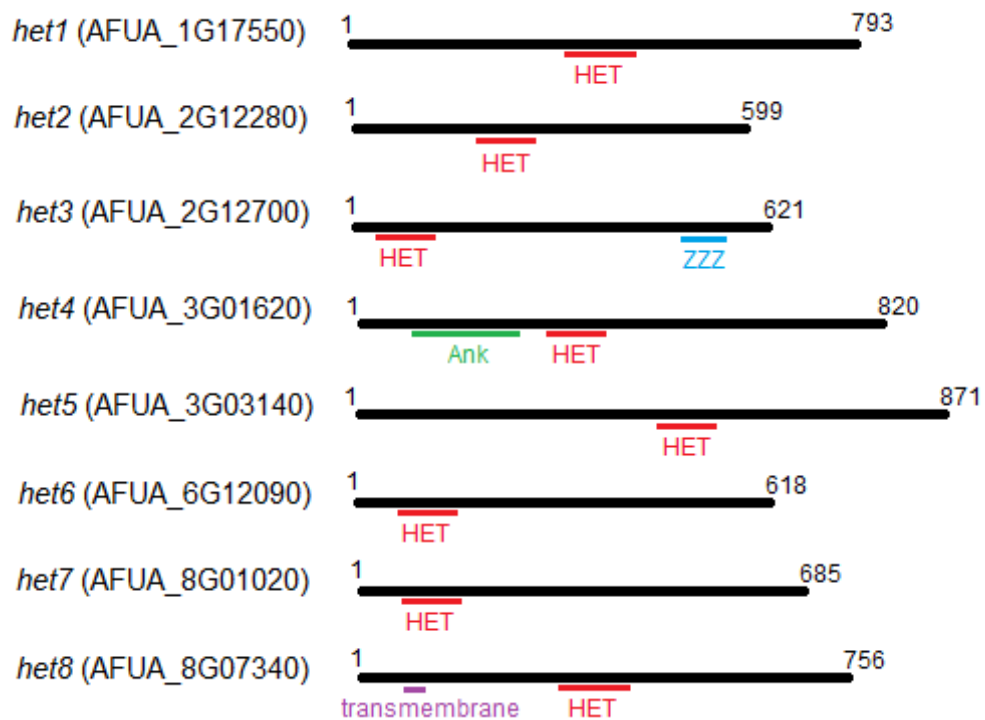 het1 (AFUA_1G17550) 1 793
HET
het2 (AFUA_2G12280) 1 599
HET
het3 (AFUA_2G12700) 1 621
HET ZZZ
het4 (AFUA_3G01620) 1 820
Ank HET
het5 (AFUA_3G03140) 1 871
HET
het6 (AFUA_6G12090) 1 618
HET
het7 (AFUA_8G01020) 1 685
HET
het8 (AFUA_8G07340) 1 756
transmembrane HET